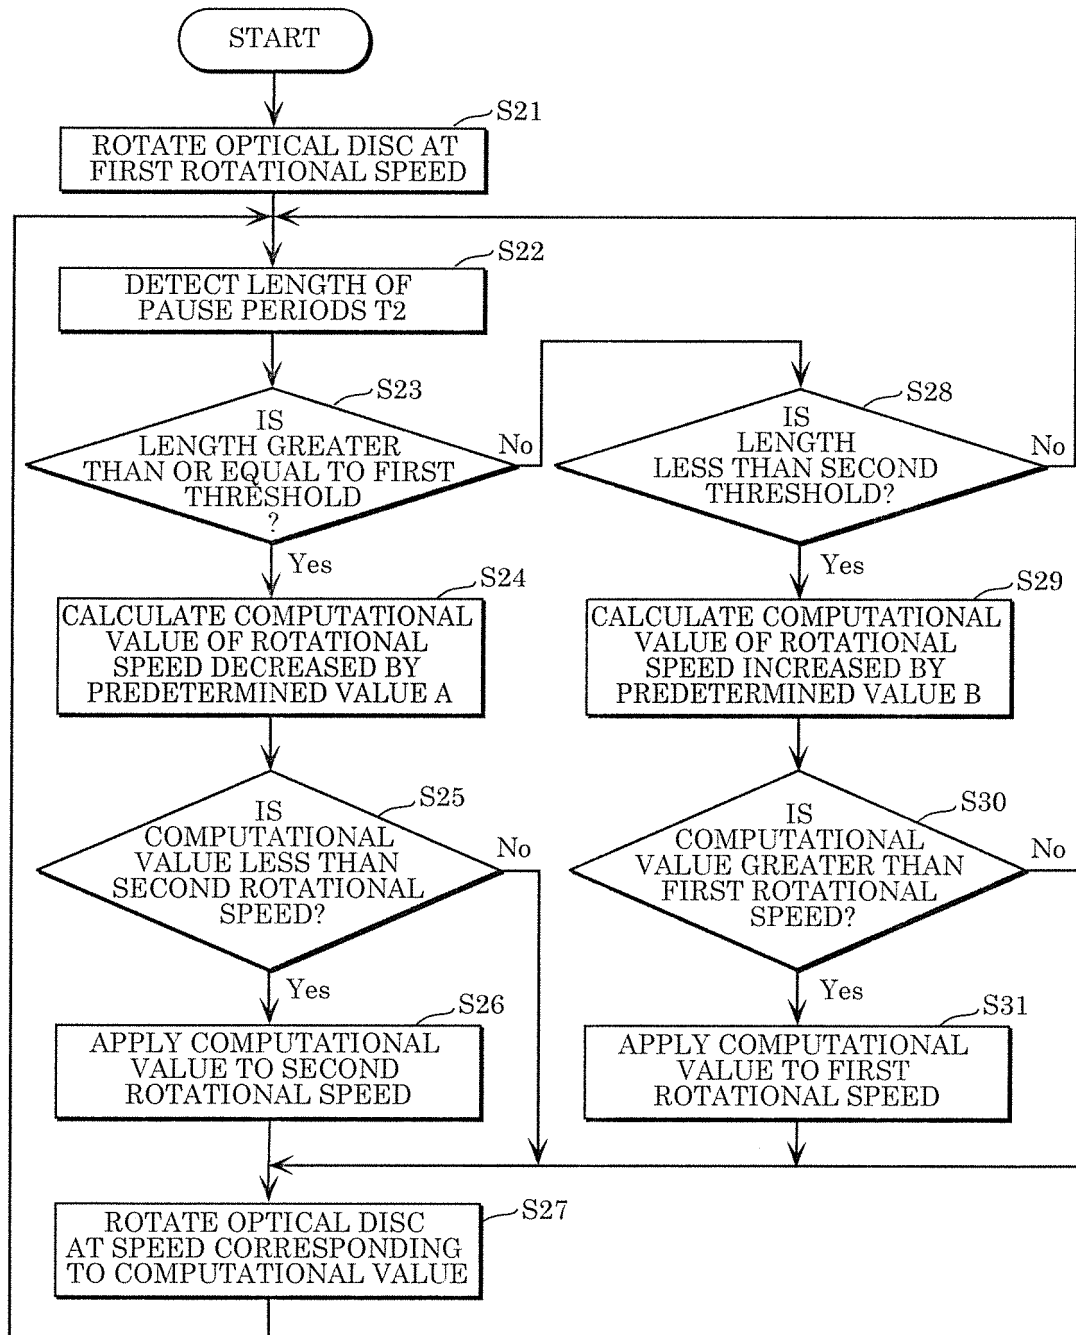 START
S21
ROTATE OPTICAL DISC AT
FIRST ROTATIONAL SPEED
S22
DETECT LENGTH OF
PAUSE PERIODS T2
S23
IS
LENGTH GREATER
THAN OR EQUAL TO FIRST
THRESHOLD
?
No
Yes
S28
IS
LENGTH
LESS THAN SECOND
THRESHOLD?
No
Yes
S24
CALCULATE COMPUTATIONAL
VALUE OF ROTATIONAL
SPEED DECREASED BY
PREDETERMINED VALUE A
S29
CALCULATE COMPUTATIONAL
VALUE OF ROTATIONAL
SPEED INCREASED BY
PREDETERMINED VALUE B
S25
IS
COMPUTATIONAL
VALUE LESS THAN
SECOND ROTATIONAL
SPEED?
No
Yes
S30
IS
COMPUTATIONAL
VALUE GREATER THAN
FIRST ROTATIONAL
SPEED?
No
Yes
S26
APPLY COMPUTATIONAL
VALUE TO SECOND
ROTATIONAL SPEED
S31
APPLY COMPUTATIONAL
VALUE TO FIRST
ROTATIONAL SPEED
S27
ROTATE OPTICAL DISC
AT SPEED CORRESPONDING
TO COMPUTATIONAL VALUE